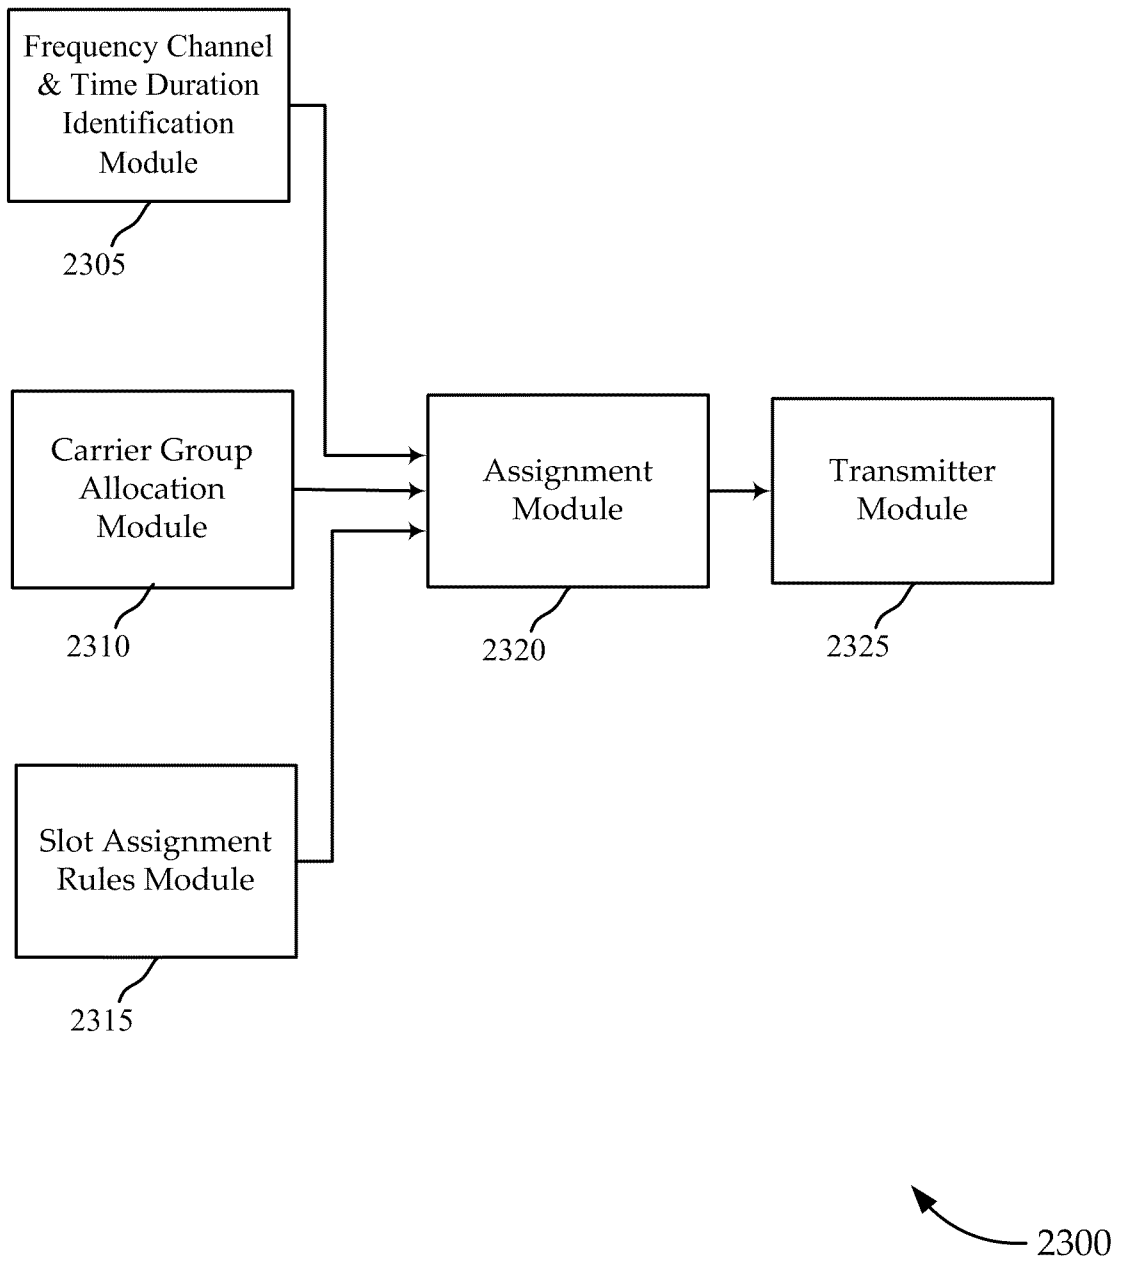 Frequency Channel
& Time Duration
Identification
Module
2305
Carrier Group
Allocation
Module
2310
Slot Assignment
Rules Module
2315
Assignment
Module
2320
Transmitter
Module
2325
2300